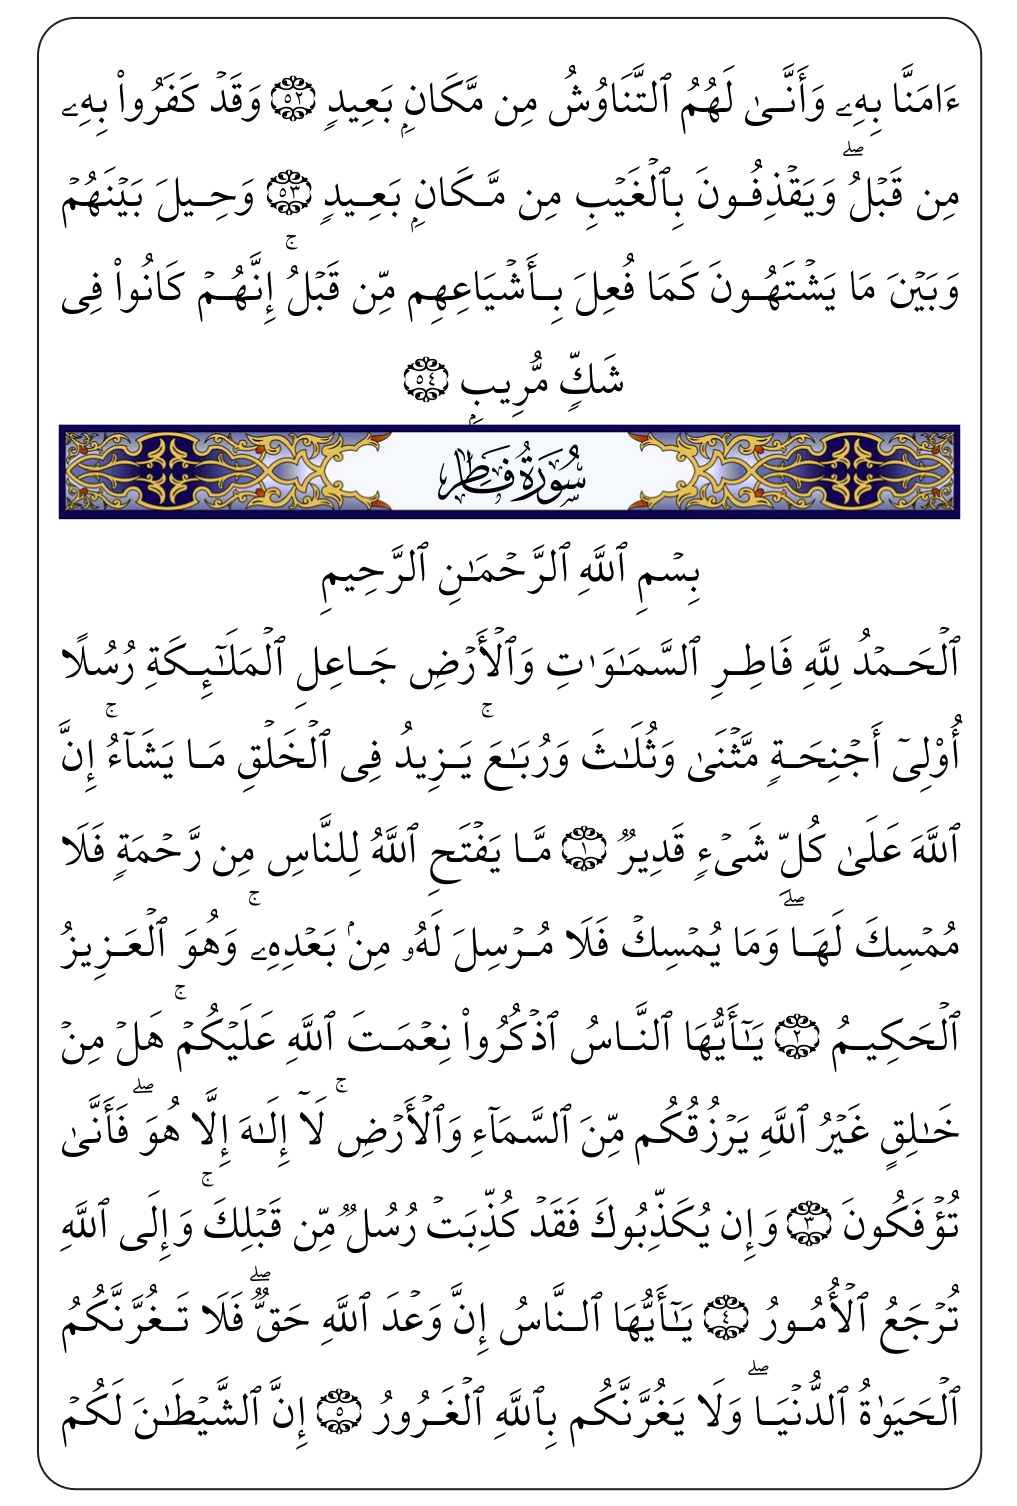 ءَامَنَّا بِهِۦ وَأَنَّىٰ لَهُمُ ٱلتَّنَاوُشُ مِن مَّكَانِۭ بَعِيدٖ ٥٢ وَقَدۡ كَفَرُواْ بِهِۦ
مِن قَبۡلُۖ وَيَقۡذِفُونَ بِٱلۡغَيۡبِ مِن مَّكَانِۭ بَعِيدٖ ٥٣ وَحِيلَ بَيۡنَهُمۡ
وَبَيۡنَ مَا يَشۡتَهُونَ كَمَا فُعِلَ بِأَشۡيَاعِهِم مِّن قَبۡلُۚ إِنَّهُمۡ كَانُواْ فِي
شَكّٖ مُّرِيبِۭ ٥٤
سُورَةُ فَاطِرٍ
بِسۡمِ ٱللَّهِ ٱلرَّحۡمَٰنِ ٱلرَّحِيمِ
ٱلۡحَمۡدُ لِلَّهِ فَاطِرِ ٱلسَّمَٰوَٰتِ وَٱلۡأَرۡضِ جَاعِلِ ٱلۡمَلَٰٓئِكَةِ رُسُلًا
أُوْلِيٓ أَجۡنِحَةٖ مَّثۡنَىٰ وَثُلَٰثَ وَرُبَٰعَۚ يَزِيدُ فِي ٱلۡخَلۡقِ مَا يَشَآءُۚ إِنَّ
ٱللَّهَ عَلَىٰ كُلِّ شَيۡءٖ قَدِيرٞ ١ مَّا يَفۡتَحِ ٱللَّهُ لِلنَّاسِ مِن رَّحۡمَةٖ فَلَا
مُمۡسِكَ لَهَاۖ وَمَا يُمۡسِكۡ فَلَا مُرۡسِلَ لَهُۥ مِنۢ بَعۡدِهِۦۚ وَهُوَ ٱلۡعَزِيزُ
ٱلۡحَكِيمُ ٢ يَٰٓأَيُّهَا ٱلنَّاسُ ٱذۡكُرُواْ نِعۡمَتَ ٱللَّهِ عَلَيۡكُمۡۚ هَلۡ مِنۡ
خَٰلِقٍ غَيۡرُ ٱللَّهِ يَرۡزُقُكُم مِّنَ ٱلسَّمَآءِ وَٱلۡأَرۡضِۚ لَآ إِلَٰهَ إِلَّا هُوَۖ فَأَنَّىٰ
تُؤۡفَكُونَ ٣ وَإِن يُكَذِّبُوكَ فَقَدۡ كُذِّبَتۡ رُسُلٞ مِّن قَبۡلِكَۚ وَإِلَى ٱللَّهِ
تُرۡجَعُ ٱلۡأُمُورُ ٤ يَٰٓأَيُّهَا ٱلنَّاسُ إِنَّ وَعۡدَ ٱللَّهِ حَقّٞۖ فَلَا تَغُرَّنَّكُمُ
ٱلۡحَيَوٰةُ ٱلدُّنۡيَاۖ وَلَا يَغُرَّنَّكُم بِٱللَّهِ ٱلۡغَرُورُ ٥ إِنَّ ٱلشَّيۡطَٰنَ لَكُمۡ